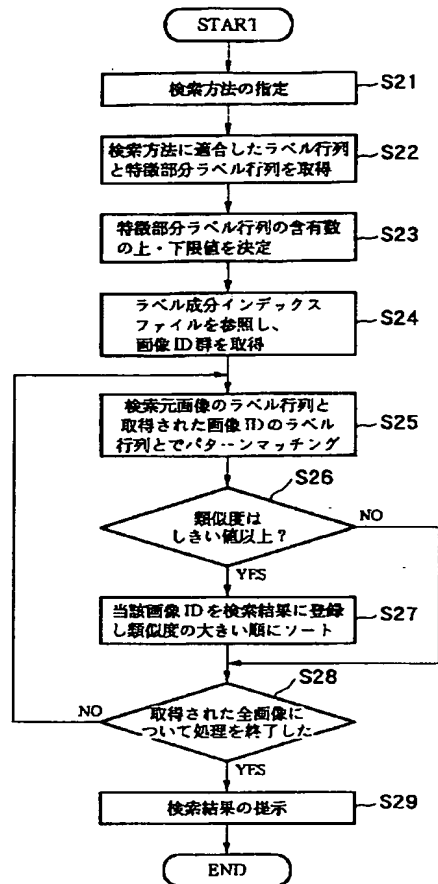 START
検索方法の指定
S21
検索方法に適合したラベル行列
と特徴部分ラベル行列を取得
S22
特徴部分ラベル行列の含有数
の上・下限値を決定
S23
ラベル成分インデックス
ファイルを参照し、
画像ID群を取得
S24
検索元画像のラベル行列と
取得された画像IDのラベル
行列とでパターンマッチング
S25
S26
類似度は
しきい値以上?
NO
YES
当該画像IDを検索結果に登録
し類似度の大きい順にソート
S27
S28
取得された全画像に
ついて処理を終了した
NO
YES
検索結果の提示
S29
END